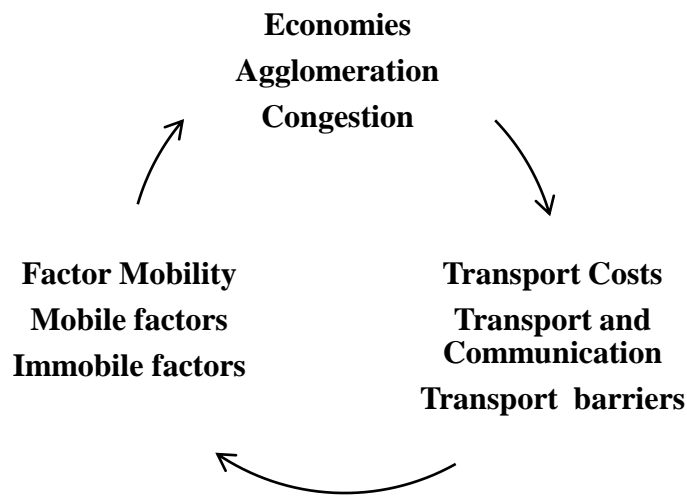 Economies
Agglomeration
Congestion
Factor Mobility
Mobile factors
Immobile factors
Transport Costs
Transport and
Communication
Transport barriers